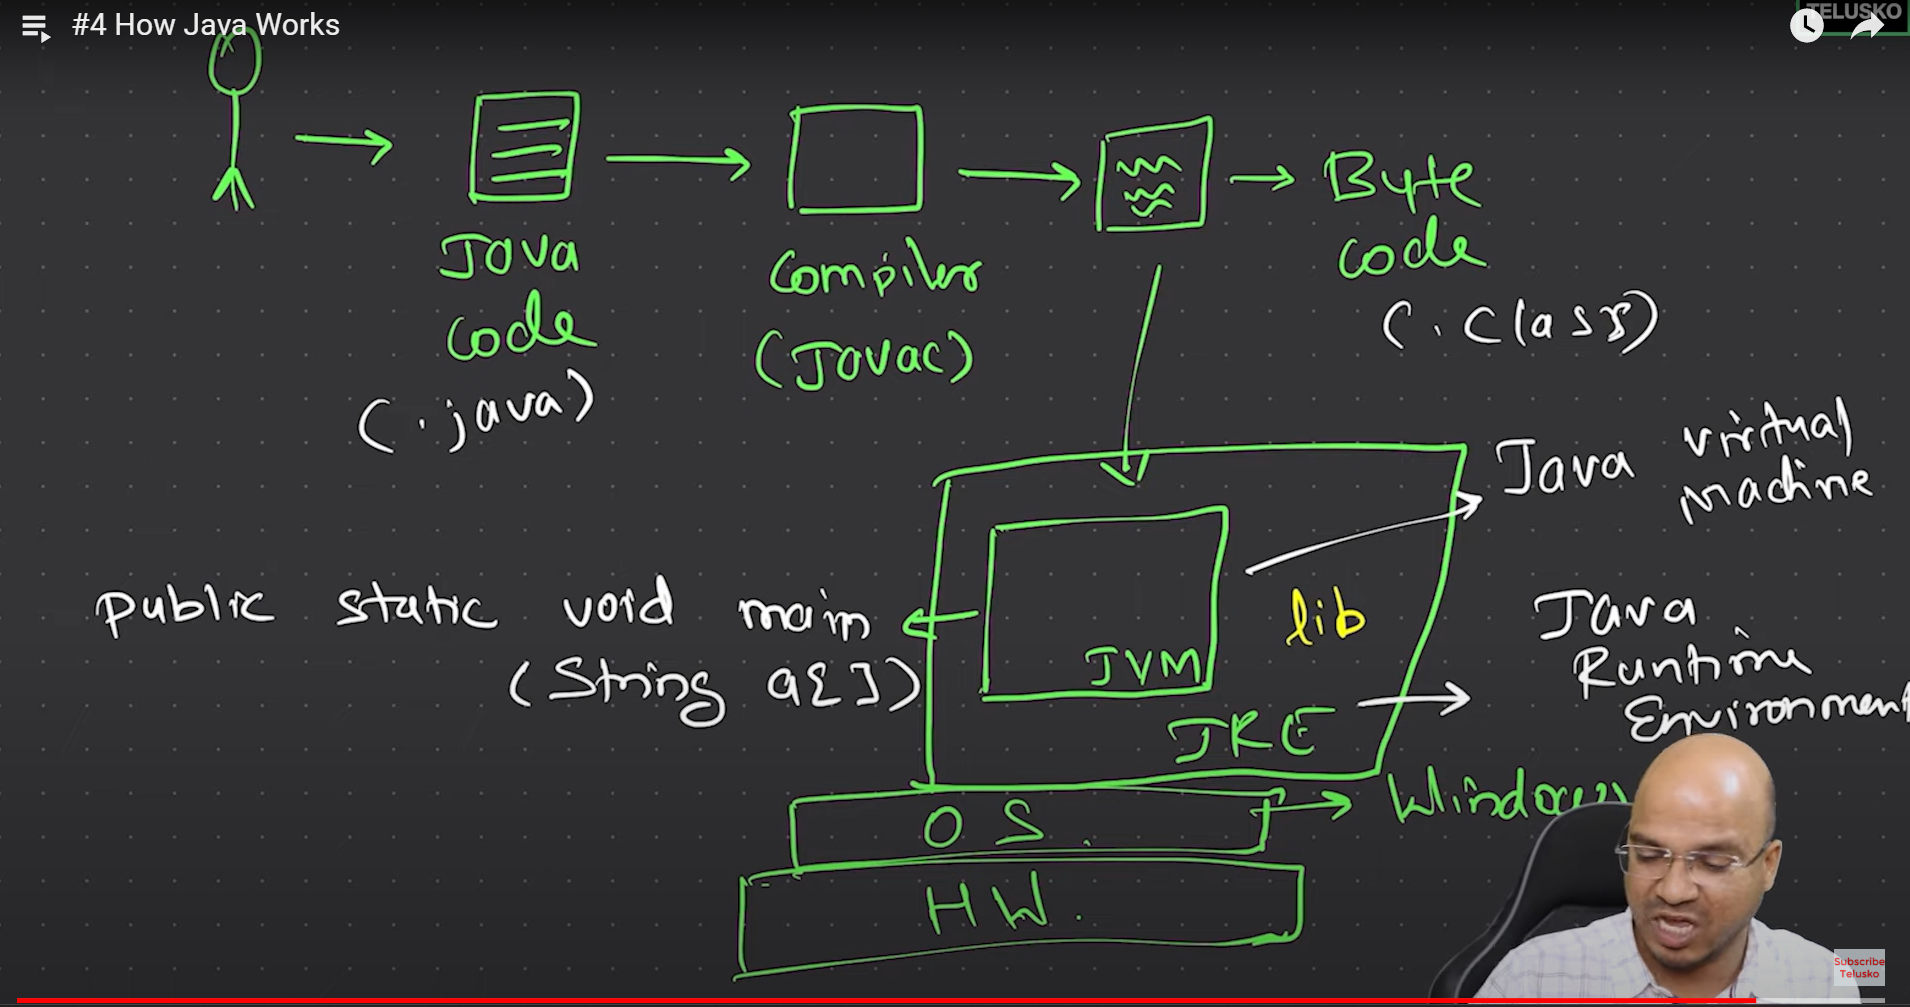 #4 How Java Works
TELUSKO
Java
code
(.java)
Compiler
(Javac)
Byte
code
(.class)
Java virtual
machine
public static void main
(String a[])
JVM
lib
JRE
Java
Runtime
Environment
OS.
Windows
HW.
Subscribe
Telusko